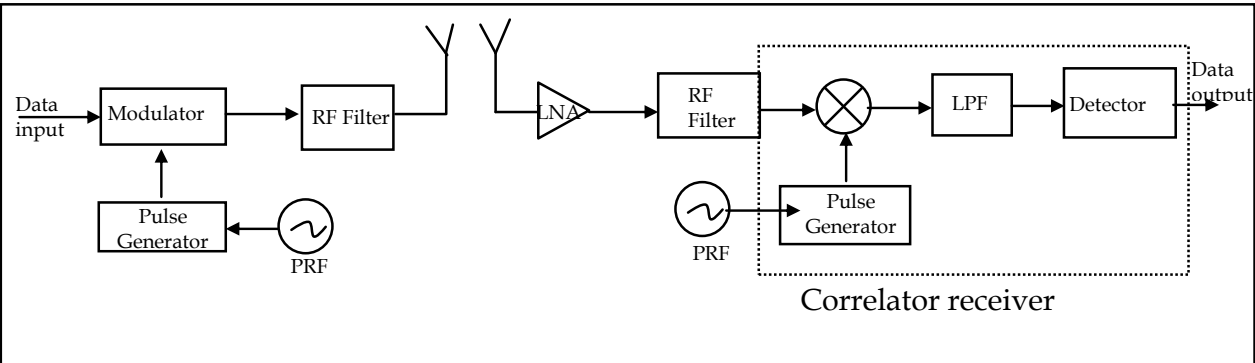 Data
input
Modulator
RF Filter
Pulse
Generator
PRF
LNA
RF
Filter
LPF
Detector
Data
output
Pulse
Generator
PRF
Correlator receiver